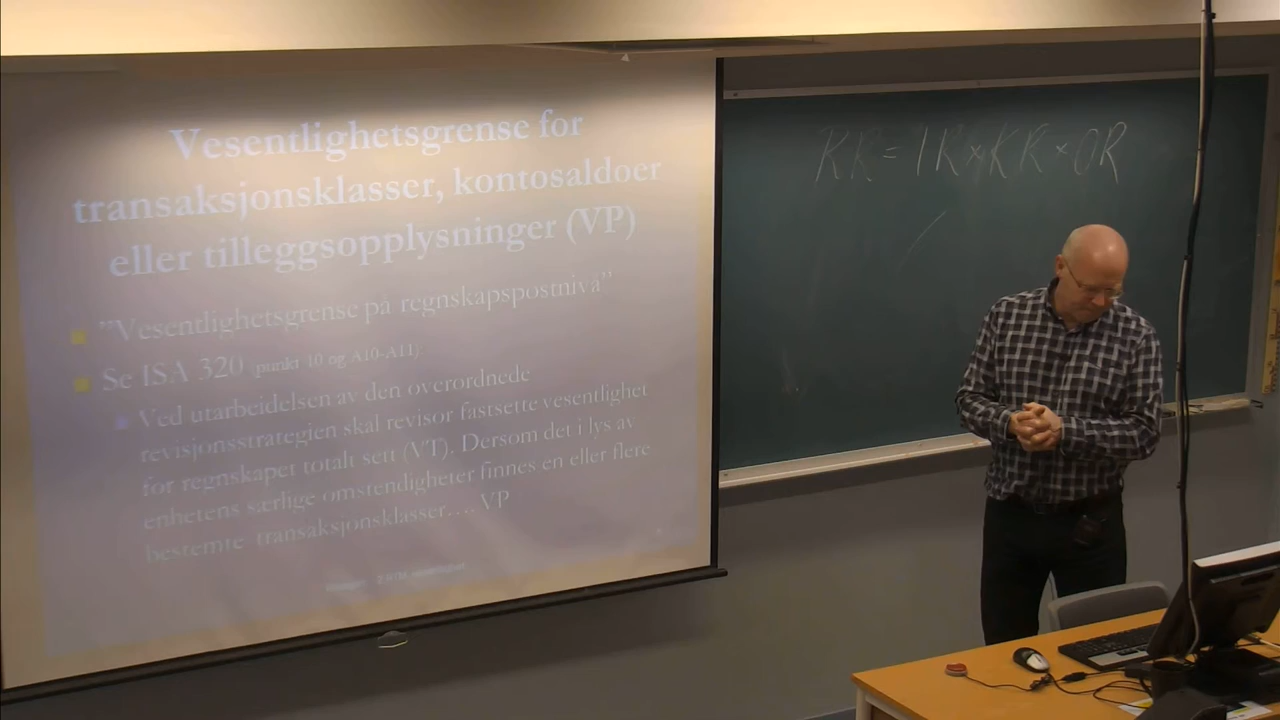 Vesentlighetsgrense for
transaksjonsklasser, kontosaldoer
eller tilleggsopplysninger (VP)
"Vesentlighetsgrense på regnskapspostnivå"
Se ISA 320 (punkt 10 og A10-A11)
Ved utarbeidelsen av den overordnede
revisjonsstrategien skal revisor fastsette vesentlighet
for regnskapet totalt sett (VT). Dersom det i lys av
enhetens særlige omstendigheter finnes en eller flere
bestemte transaksjonsklasser…. VP
RR = IR × KR × OR